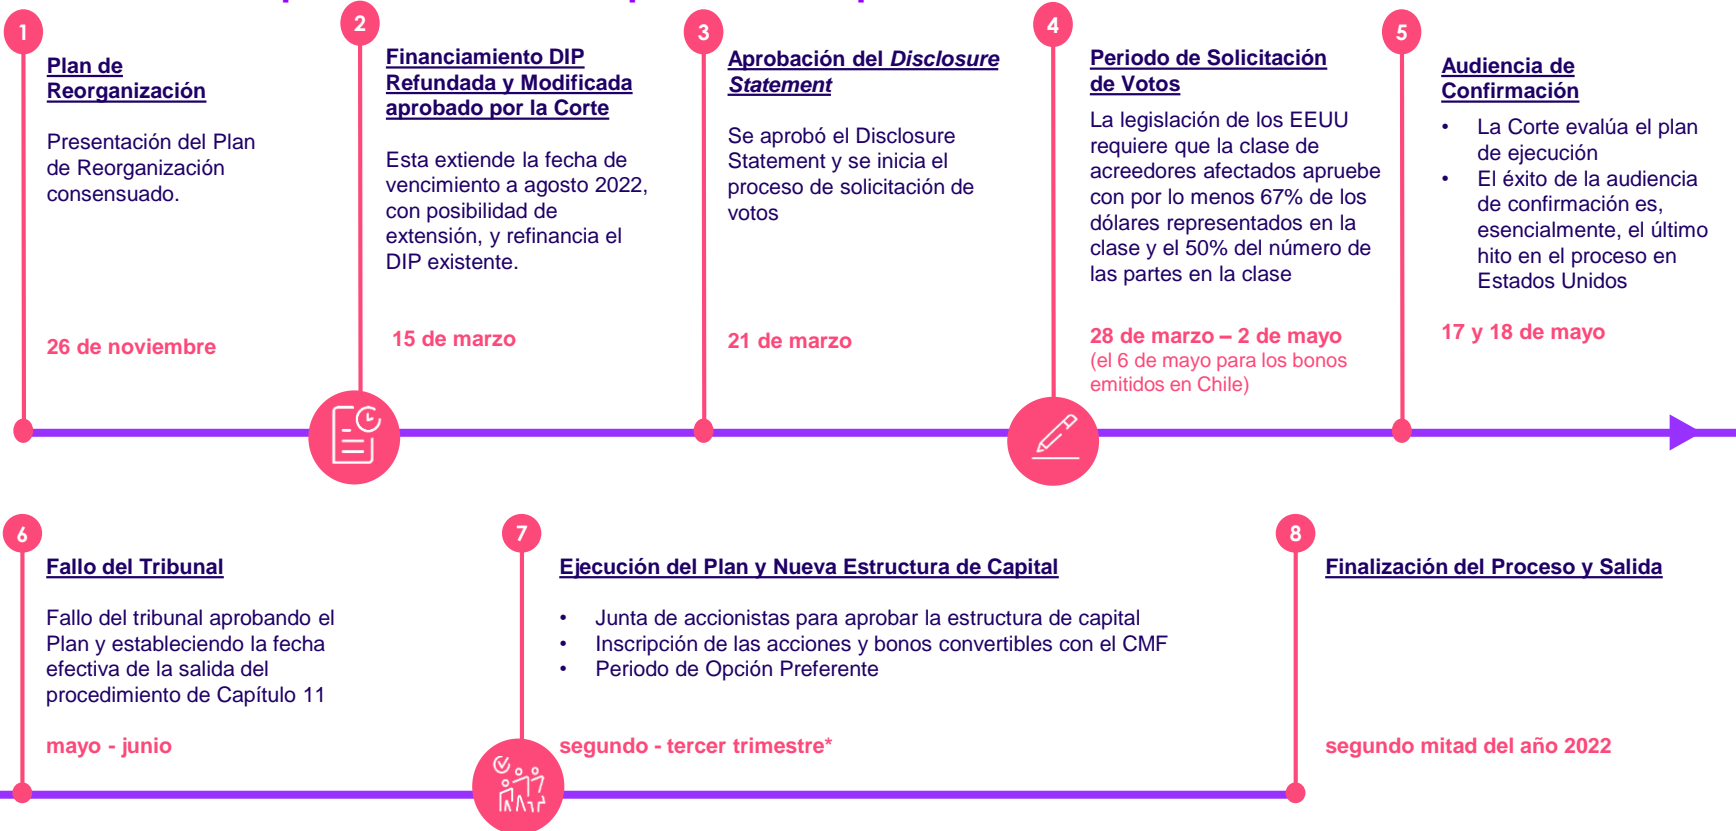 1
Plan de
Reorganización
Presentación del Plan
de Reorganización
consensuado.
26 de noviembre
2
Financiamiento DIP
Refundada y Modificada
aprobado por la Corte
Esta extiende la fecha de
vencimiento a agosto 2022,
con posibilidad de
extensión, y refinancia el
DIP existente.
15 de marzo
3
Aprobación del Disclosure
Statement
Se aprobó el Disclosure
Statement y se inicia el
proceso de solicitación de
votos
21 de marzo
4
Periodo de Solicitación
de Votos
La legislación de los EEUU
requiere que la clase de
acreedores afectados apruebe
con por lo menos 67% de los
dólares representados en la
clase y el 50% del número de
las partes en la clase
28 de marzo – 2 de mayo
(el 6 de mayo para los bonos
emitidos en Chile)
5
Audiencia de
Confirmación
• La Corte evalúa el plan
de ejecución
• El éxito de la audiencia
de confirmación es,
esencialmente, el último
hito en el proceso en
Estados Unidos
17 y 18 de mayo
6
Fallo del Tribunal
Fallo del tribunal aprobando el
Plan y estableciendo la fecha
efectiva de la salida del
procedimiento de Capítulo 11
mayo - junio
7
Ejecución del Plan y Nueva Estructura de Capital
• Junta de accionistas para aprobar la estructura de capital
• Inscripción de las acciones y bonos convertibles con el CMF
• Periodo de Opción Preferente
segundo - tercer trimestre*
8
Finalización del Proceso y Salida
segundo mitad del año 2022